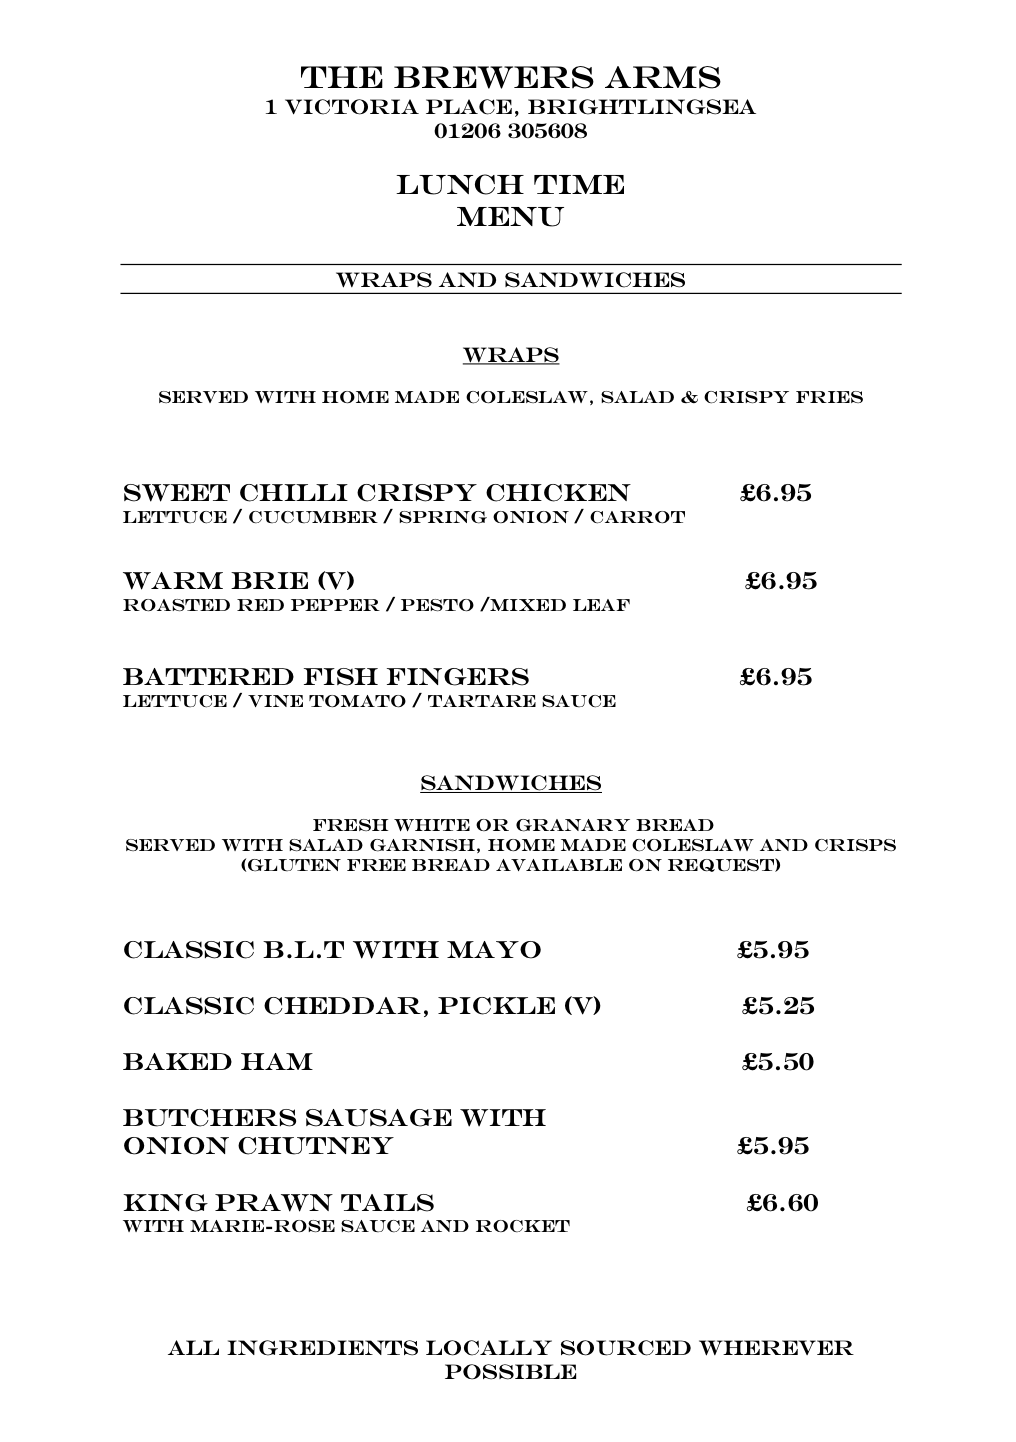 THE BREWERS ARMS
1 VICTORIA PLACE, BRIGHTLINGSEA
01206 305608
LUNCH TIME
MENU
WRAPS AND SANDWICHES
WRAPS
SERVED WITH HOME MADE COLESLAW, SALAD & CRISPY FRIES
SWEET CHILLI CRISPY CHICKEN £6.95
LETTUCE / CUCUMBER / SPRING ONION / CARROT
WARM BRIE (V) £6.95
ROASTED RED PEPPER / PESTO /MIXED LEAF
BATTERED FISH FINGERS £6.95
LETTUCE / VINE TOMATO / TARTARE SAUCE
SANDWICHES
FRESH WHITE OR GRANARY BREAD
SERVED WITH SALAD GARNISH, HOME MADE COLESLAW AND CRISPS
(GLUTEN FREE BREAD AVAILABLE ON REQUEST)
CLASSIC B.L.T WITH MAYO £5.95
CLASSIC CHEDDAR, PICKLE (V) £5.25
BAKED HAM £5.50
BUTCHERS SAUSAGE WITH
ONION CHUTNEY £5.95
KING PRAWN TAILS £6.60
WITH MARIE-ROSE SAUCE AND ROCKET
ALL INGREDIENTS LOCALLY SOURCED WHEREVER
POSSIBLE